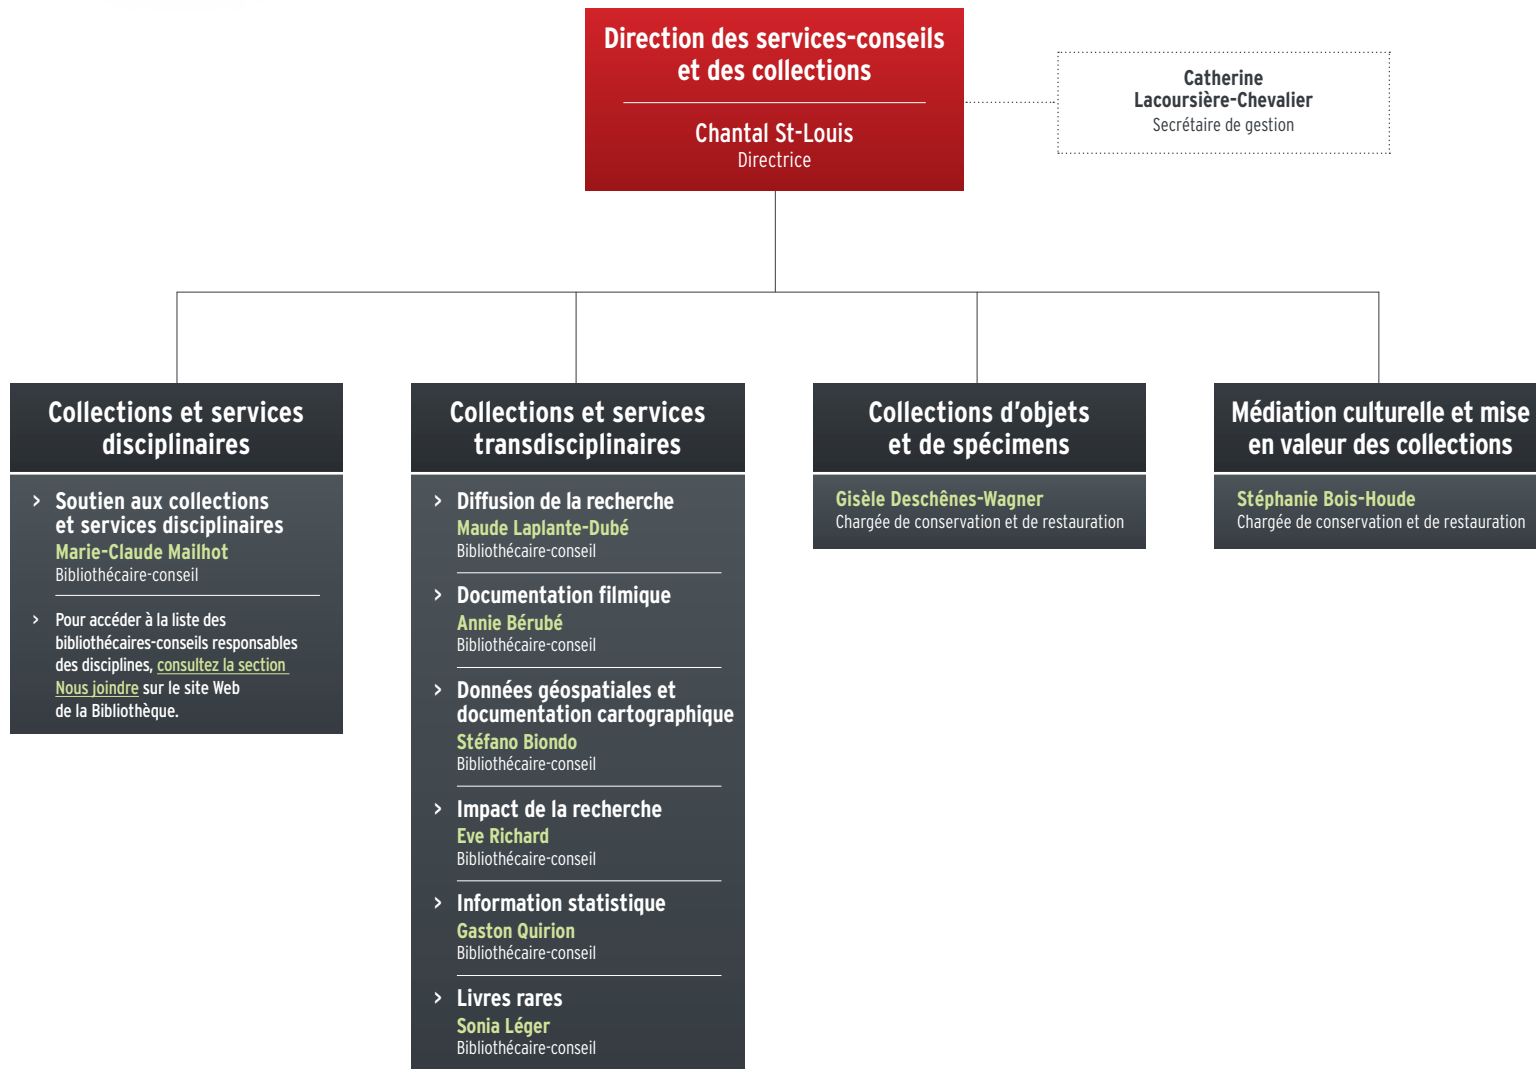 Direction des services-conseils
et des collections
Chantal St-Louis
Directrice
Catherine
Lacoursière-Chevalier
Secrétaire de gestion
Collections et services
disciplinaires
> Soutien aux collections
et services disciplinaires
Marie-Claude Mailhot
Bibliothécaire-conseil
> Pour accéder à la liste des
bibliothécaires-conseils responsables
des disciplines, consultez la section
Nous joindre sur le site Web
de la Bibliothèque.
Collections et services
transdisciplinaires
> Diffusion de la recherche
Maude Laplante-Dubé
Bibliothécaire-conseil
> Documentation filmique
Annie Bérubé
Bibliothécaire-conseil
> Données géospatiales et
documentation cartographique
Stéfano Biondo
Bibliothécaire-conseil
> Impact de la recherche
Eve Richard
Bibliothécaire-conseil
> Information statistique
Gaston Quirion
Bibliothécaire-conseil
> Livres rares
Sonia Léger
Bibliothécaire-conseil
Collections d'objets
et de spécimens
Gisèle Deschênes-Wagner
Chargée de conservation et de restauration
Médiation culturelle et mise
en valeur des collections
Stéphanie Bois-Houde
Chargée de conservation et de restauration